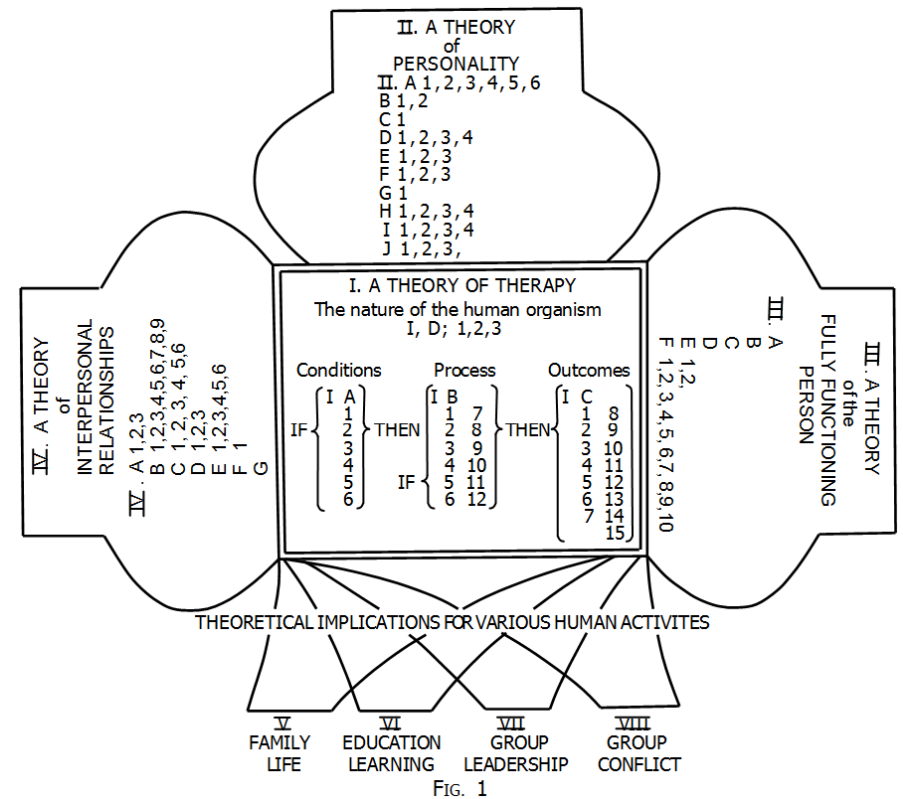 II. A THEORY
of
PERSONALITY
II. A 1,2,3,4,5,6
B 1,2
C 1
D 1,2,3,4
E 1,2,3
F 1,2,3
G 1
H 1,2,3,4
I 1,2,3,4
J 1,2,3,
IV. A THEORY
of
INTERPERSONAL
RELATIONSHIPS
IV. A 1,2,3
B 1,2,3,4,5,6,7,8,9
C 1, 2, 3, 4, 5,6
D 1,2,3
E 1,2,3,4,5,6
F 1
G
I. A THEORY OF THERAPY
The nature of the human organism
I, D; 1,2,3
Conditions Process Outcomes
I A I B I C
1 1 7 1 8
IF 2 THEN 2 8 THEN 2 9
3 3 9 3 10
4 4 10 4 11
5 IF 5 11 5 12
6 6 12 6 13
7 14
15
III. A THEORY
of the
FULLY FUNCTIONING
PERSON
III. A
B
C
D
E 1,2,
F 1,2,3,4,5,6,7,8,9,10
THEORETICAL IMPLICATIONS FOR VARIOUS HUMAN ACTIVITES
V VI VII VIII
FAMILY EDUCATION GROUP GROUP
LIFE LEARNING LEADERSHIP CONFLICT
FIG. 1